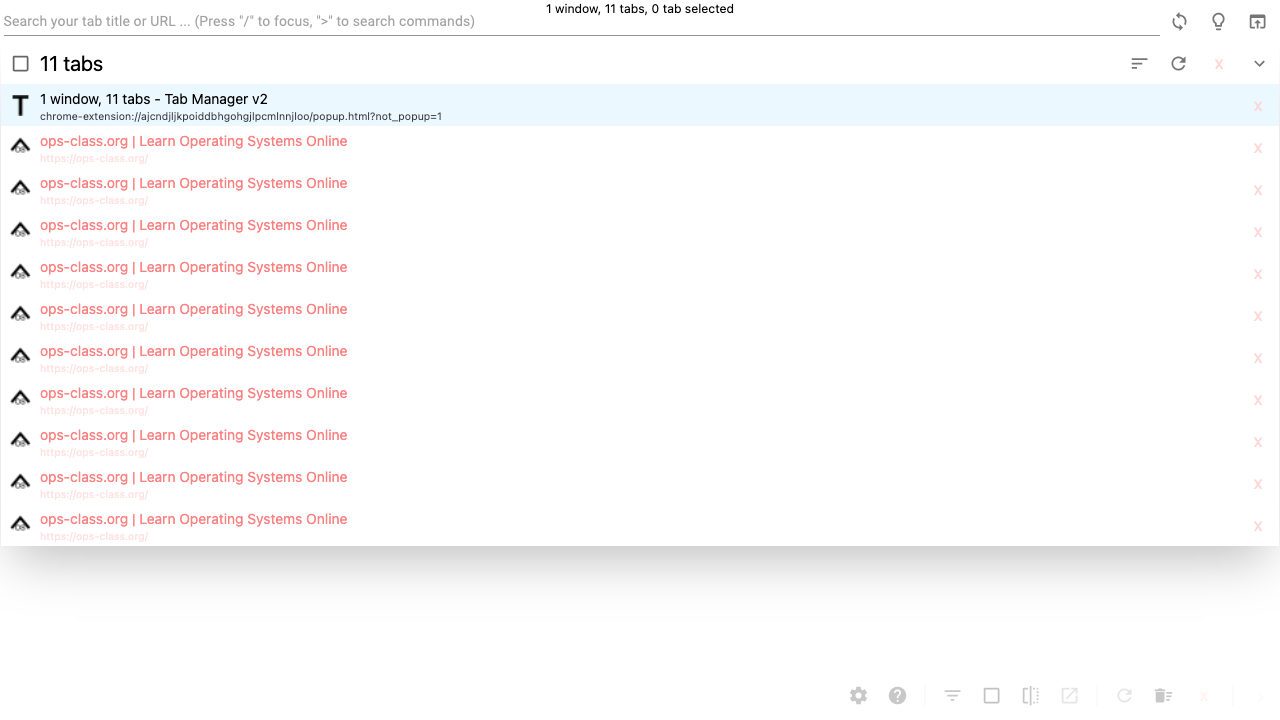 1 window, 11 tabs, 0 tab selected
Search your tab title or URL ... (Press "/" to focus, ">" to search commands)
11 tabs
x
T
1 window, 11 tabs - Tab Manager v2
chrome-extension://ajcndjljkpoiddbhgohgjlpcmlnnjloo/popup.html?not_popup=1
x
ops-class.org | Learn Operating Systems Online
https://ops-class.org/
x
ops-class.org | Learn Operating Systems Online
https://ops-class.org/
x
ops-class.org | Learn Operating Systems Online
https://ops-class.org/
x
ops-class.org | Learn Operating Systems Online
https://ops-class.org/
x
ops-class.org | Learn Operating Systems Online
https://ops-class.org/
x
ops-class.org | Learn Operating Systems Online
https://ops-class.org/
x
ops-class.org | Learn Operating Systems Online
https://ops-class.org/
x
ops-class.org | Learn Operating Systems Online
https://ops-class.org/
x
ops-class.org | Learn Operating Systems Online
https://ops-class.org/
x
ops-class.org | Learn Operating Systems Online
https://ops-class.org/
x
x